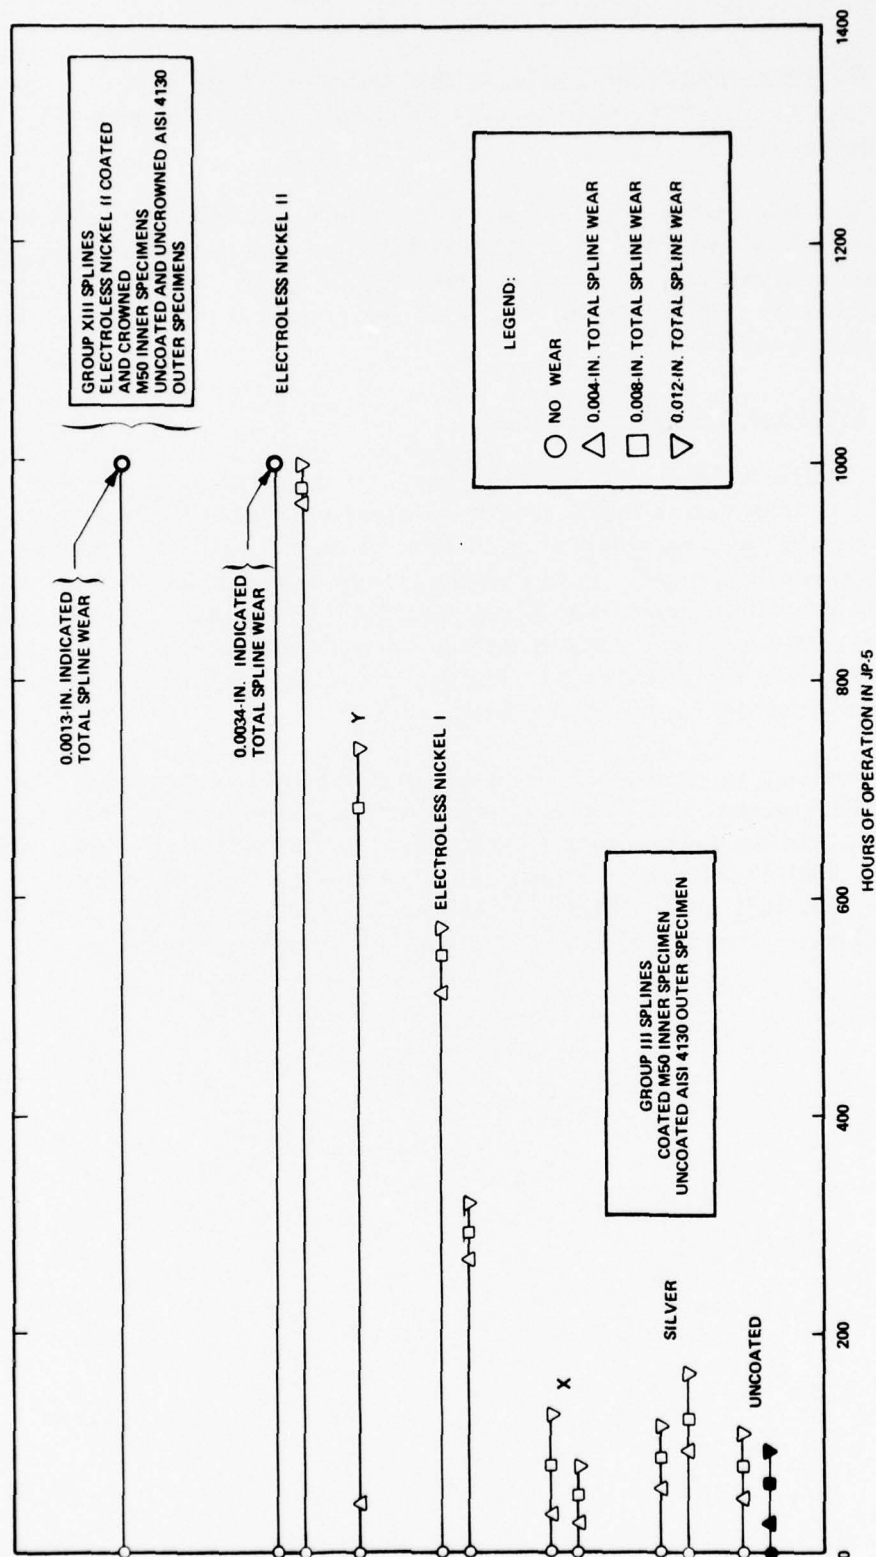 GROUP XIII SPLINES
ELECTROLESS NICKEL II COATED
AND CROWNED
M50 INNER SPECIMENS
UNCOATED AND UNCROWNED AISI 4130
OUTER SPECIMENS
0.0013-IN. INDICATED
TOTAL SPLINE WEAR
ELECTROLESS NICKEL II
0.0034-IN. INDICATED
TOTAL SPLINE WEAR
Y
ELECTROLESS NICKEL I
LEGEND:
NO WEAR
0.004-IN. TOTAL SPLINE WEAR
0.008-IN. TOTAL SPLINE WEAR
0.012-IN. TOTAL SPLINE WEAR
X
GROUP III SPLINES
COATED M50 INNER SPECIMEN
UNCOATED AISI 4130 OUTER SPECIMEN
SILVER
UNCOATED
0 200 400 600 800 1000 1200 1400
HOURS OF OPERATION IN JP-5